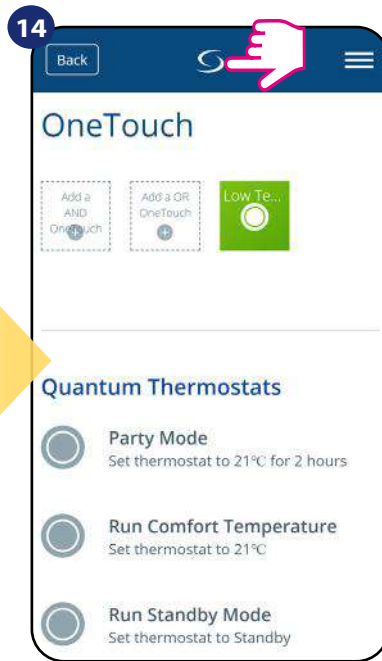 14
Back
OneTouch
Add a
AND
OneTouch
Add a OR
OneTouch
Low Te...
Quantum Thermostats
Party Mode
Set thermostat to 21°C for 2 hours
Run Comfort Temperature
Set thermostat to 21°C
Run Standby Mode
Set thermostat to Standby